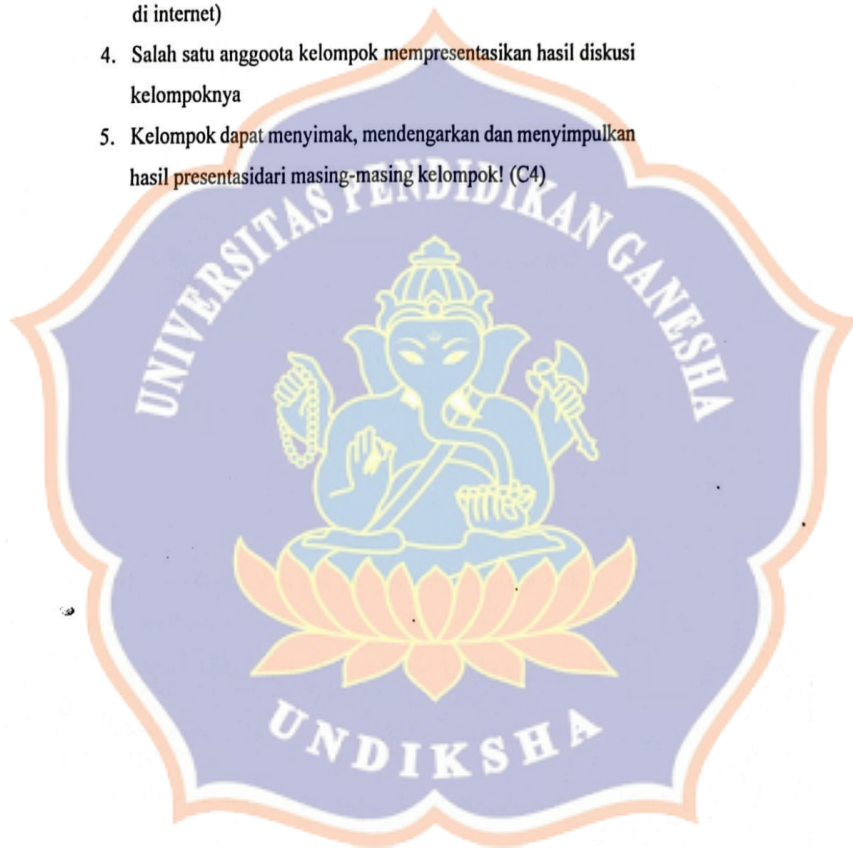 di internet)
4. Salah satu anggoota kelompok mempresentasikan hasil diskusi
kelompoknya
5. Kelompok dapat menyimak, mendengarkan dan menyimpulkan
hasil presentasidari masing-masing kelompok! (C4)
UNIVERSITAS PENDIDIKAN GANESHA
UNDIKSHA